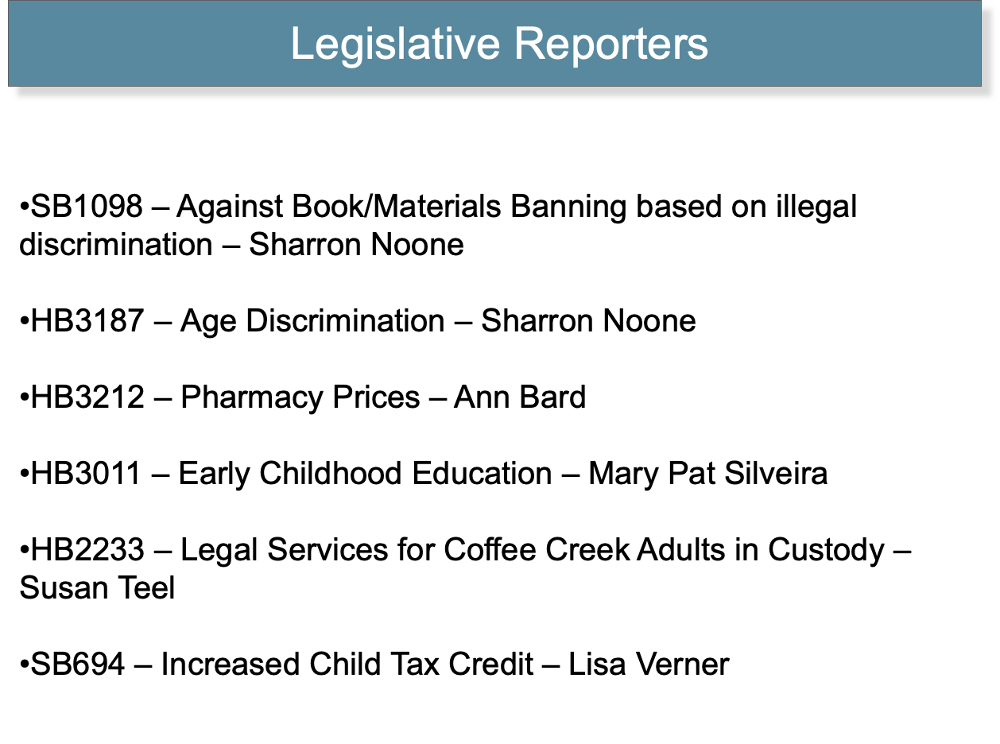 Legislative Reporters
•SB1098 – Against Book/Materials Banning based on illegal
discrimination – Sharron Noone
•HB3187 – Age Discrimination – Sharron Noone
•HB3212 – Pharmacy Prices – Ann Bard
•HB3011 – Early Childhood Education – Mary Pat Silveira
•HB2233 – Legal Services for Coffee Creek Adults in Custody –
Susan Teel
•SB694 – Increased Child Tax Credit – Lisa Verner